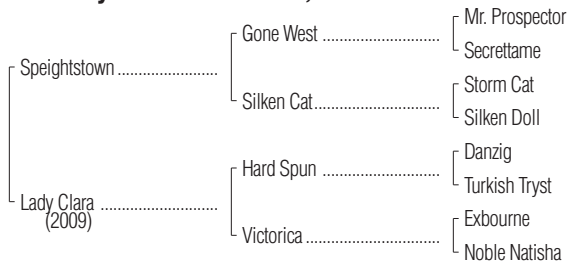 Mr. Prospector
Gone West
Secrettame
Speightstown
Storm Cat
Silken Cat
Silken Doll
Danzig
Hard Spun
Turkish Tryst
Lady Clara
(2009)
Exbourne
Victorica
Noble Natisha